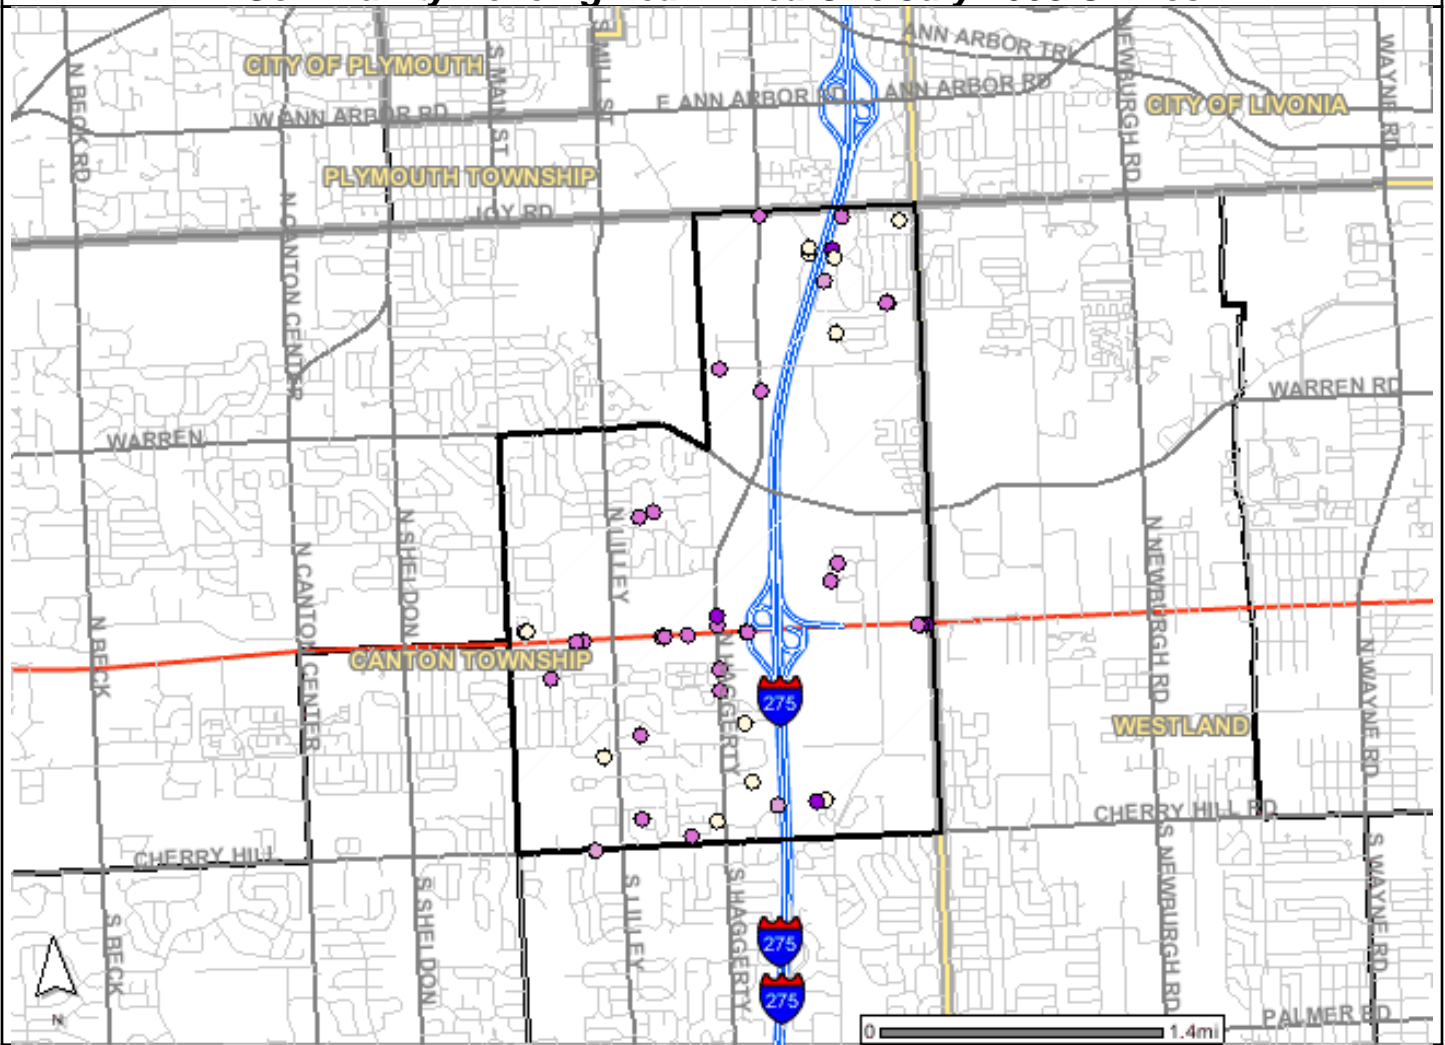 ANN ARBOR TRL
CITY OF PLYMOUTH
N BECK RD
S MAIN ST
S MILL ST
E ANN ARBOR RD
ANN ARBOR RD
NEWBURGH RD
CITY OF LIVONIA
WAYNE RD
W ANN ARBOR RD
PLYMOUTH TOWNSHIP
JOY RD
N CANTON CENTER
WARREN RD
WARREN
N SHELDON
N LILLEY
N NEWBURGH RD
N CANTON CENTER
N BECK
CANTON TOWNSHIP
N HAGGERTY
N WAYNE RD
275
WESTLAND
CHERRY HILL RD
CHERRY HILL
S NEWBURGH RD
S WAYNE RD
S BECK
S SHELDON
S LILLEY
S HAGGERTY
275
275
N
0 1.4mi
PALMER RD